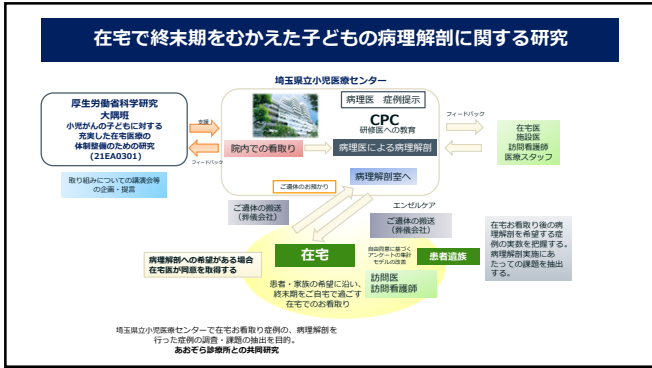 在宅で終末期をむかえた子どもの病理解剖に関する研究
埼玉県立小児医療センター
厚生労働省科学研究
大隅班
小児がんの子どもに対する
充実した在宅医療の
体制整備のための研究
(21EA0301)
支援
フィードバック
取り組みについての講演会等
の企画・提言
病理医 症例提示
CPC
研修医への教育
院内での看取り
病理医による病理解剖
病理解剖室へ
フィードバック
在宅医
施設医
訪問看護師
医療スタッフ
ご遺体のお預かり
エンゼルケア
ご遺体の搬送
(葬儀会社)
ご遺体の搬送
(葬儀会社)
在宅お看取り後の病
理解剖を希望する症
例の実数を把握する。
病理解剖実施にあ
たっての課題を抽出
する。
病理解剖への希望がある場合
在宅医が同意を取得する
在宅
自由同意に基づく
アンケートの集計
モデルの改善
患者遺族
患者・家族の希望に沿い、
終末期をご自宅で過ごす
在宅でのお看取り
訪問医
訪問看護師
埼玉県立小児医療センターで在宅お看取り症例の、病理解剖を
行った症例の調査・課題の抽出を目的。
あおぞら診療所との共同研究